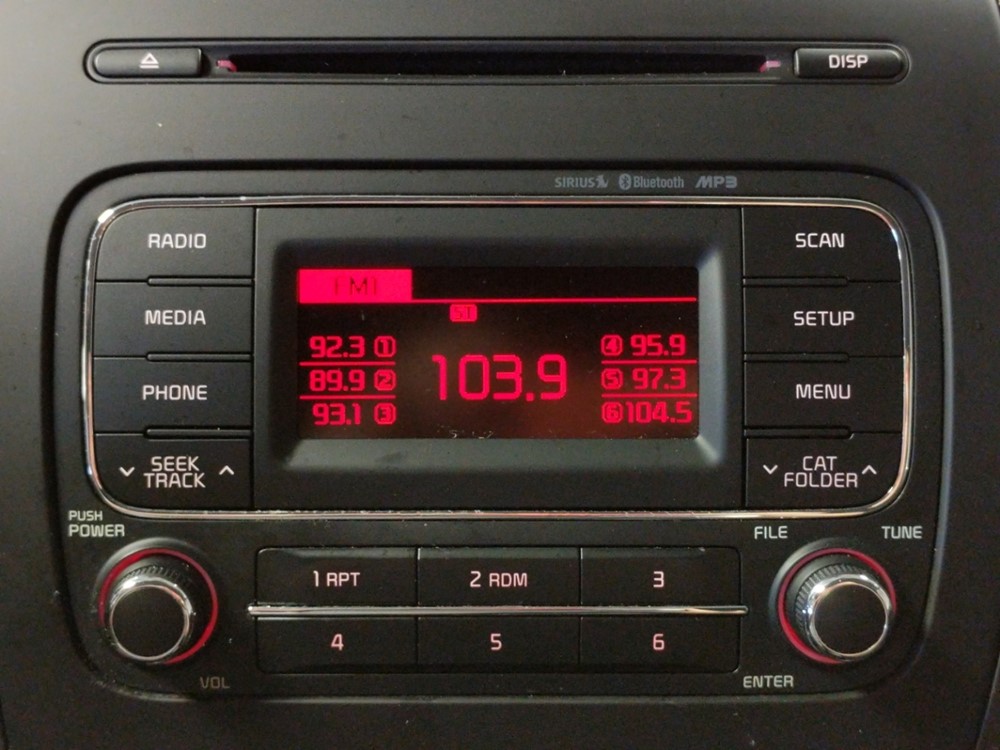 DISP
SIRIUS Bluetooth MP3
RADIO
MEDIA
PHONE
SEEK
TRACK
FM1
ST
92.3 1
89.9 2
93.1 3
103.9
4 95.9
5 97.3
6 104.5
SCAN
SETUP
MENU
CAT
FOLDER
PUSH
POWER
VOL
1 RPT
2 RDM
3
4
5
6
FILE
TUNE
ENTER